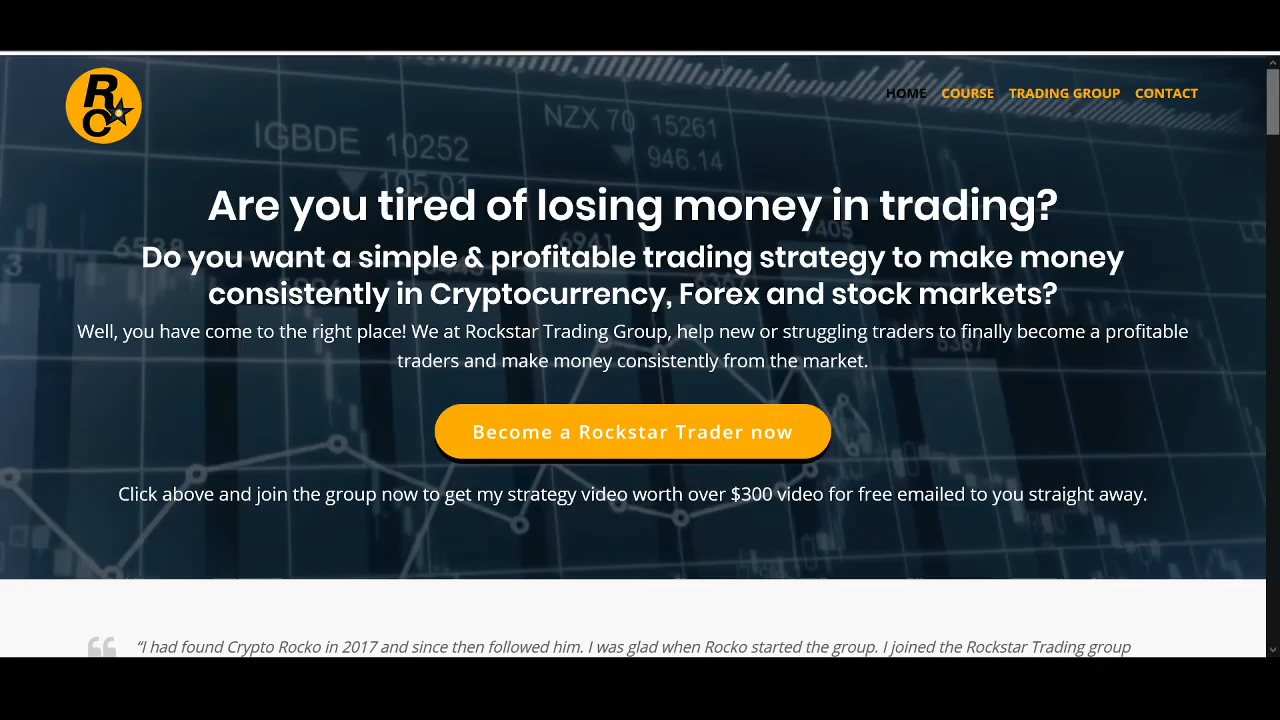 R
C
HOME COURSE TRADING GROUP CONTACT
IGBDE 10252
105.01
NZX 70 15261
946.14
Are you tired of losing money in trading?
Do you want a simple & profitable trading strategy to make money
consistently in Cryptocurrency, Forex and stock markets?
Well, you have come to the right place! We at Rockstar Trading Group, help new or struggling traders to finally become a profitable
traders and make money consistently from the market.
Become a Rockstar Trader now
Click above and join the group now to get my strategy video worth over $300 video for free emailed to you straight away.
“I had found Crypto Rocko in 2017 and since then followed him. I was glad when Rocko started the group. I joined the Rockstar Trading group